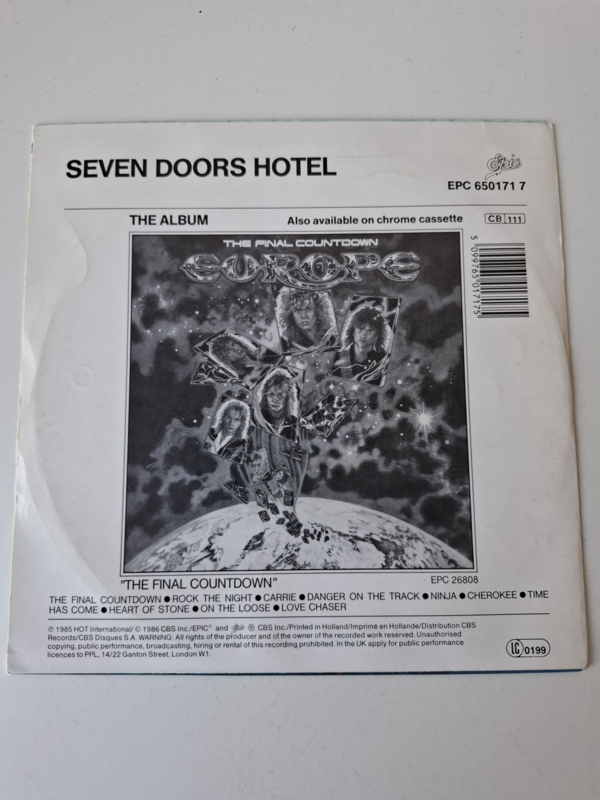 SEVEN DOORS HOTEL
Epic
EPC 650171 7
THE ALBUM
Also available on chrome cassette
CB 111
5 099765 017175
THE FINAL COUNTDOWN
EUROPE
"THE FINAL COUNTDOWN"
EPC 26808
THE FINAL COUNTDOWN ● ROCK THE NIGHT ● CARRIE ● DANGER ON THE TRACK ● NINJA ● CHEROKEE ● TIME
HAS COME ● HEART OF STONE ● ON THE LOOSE ● LOVE CHASER
℗ 1985 HOT International/ © 1986 CBS Inc./EPIC® and ® CBS Inc./Printed in Holland/Imprimé en Hollande/Distribution CBS
Records/CBS Disques S.A. WARNING: All rights of the producer and of the owner of the recorded work reserved. Unauthorised
copying, public performance, broadcasting, hiring or rental of this recording prohibited. In the UK apply for public performance
licences to PPL, 14/22 Ganton Street, London W1.
LC 0199